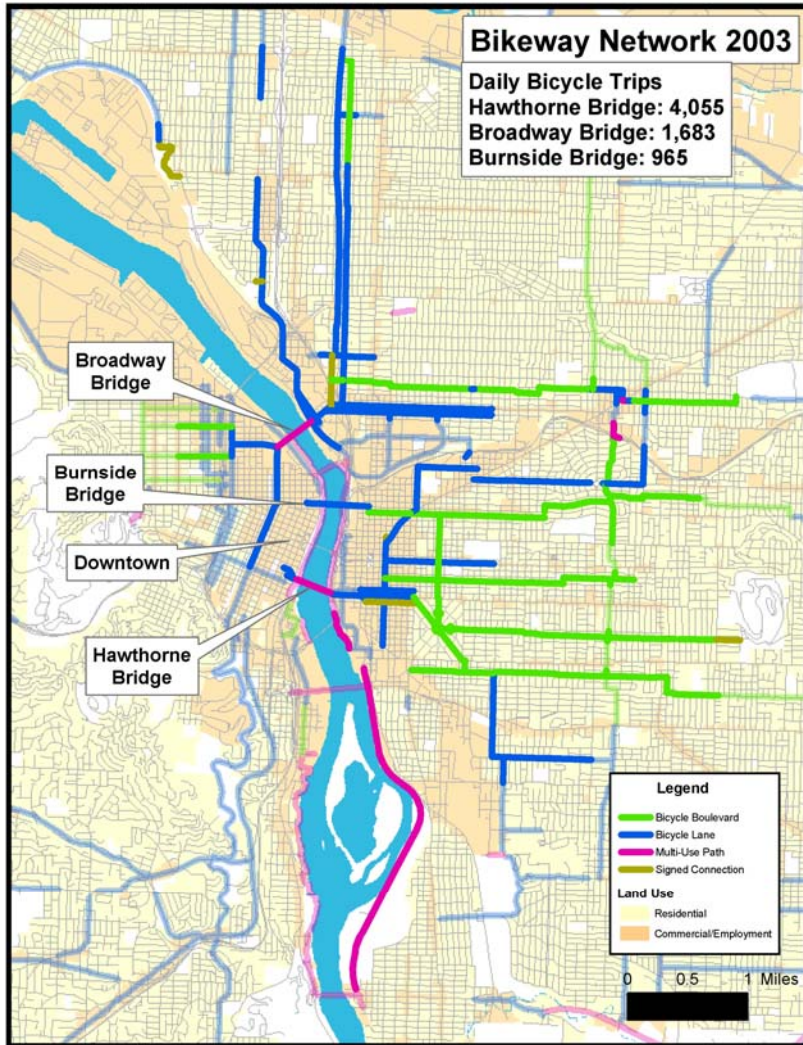 Bikeway Network 2003
Daily Bicycle Trips
Hawthorne Bridge: 4,055
Broadway Bridge: 1,683
Burnside Bridge: 965
Broadway
Bridge
Burnside
Bridge
Downtown
Hawthorne
Bridge
Legend
Bicycle Boulevard
Bicycle Lane
Multi-Use Path
Signed Connection
Land Use
Residential
Commercial/Employment
0 0.5 1 Miles